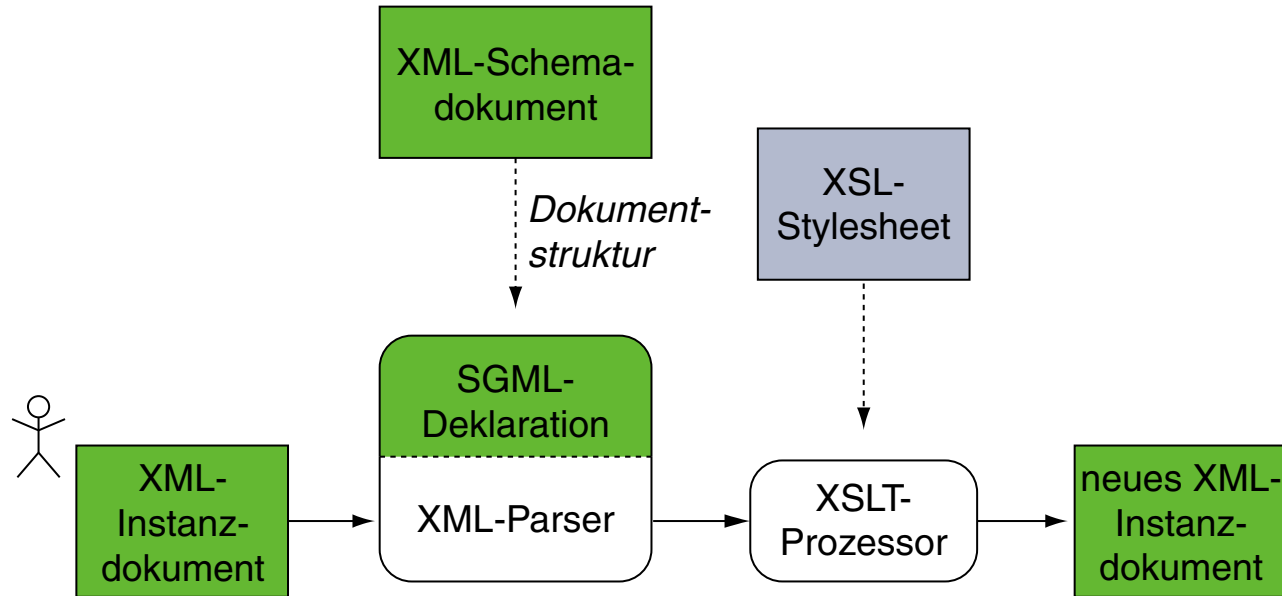 XML-Schema-
dokument
XSL-
Stylesheet
Dokument-
struktur
SGML-
Deklaration
XML-Parser
XML-
Instanz-
dokument
XSLT-
Prozessor
neues XML-
Instanz-
dokument